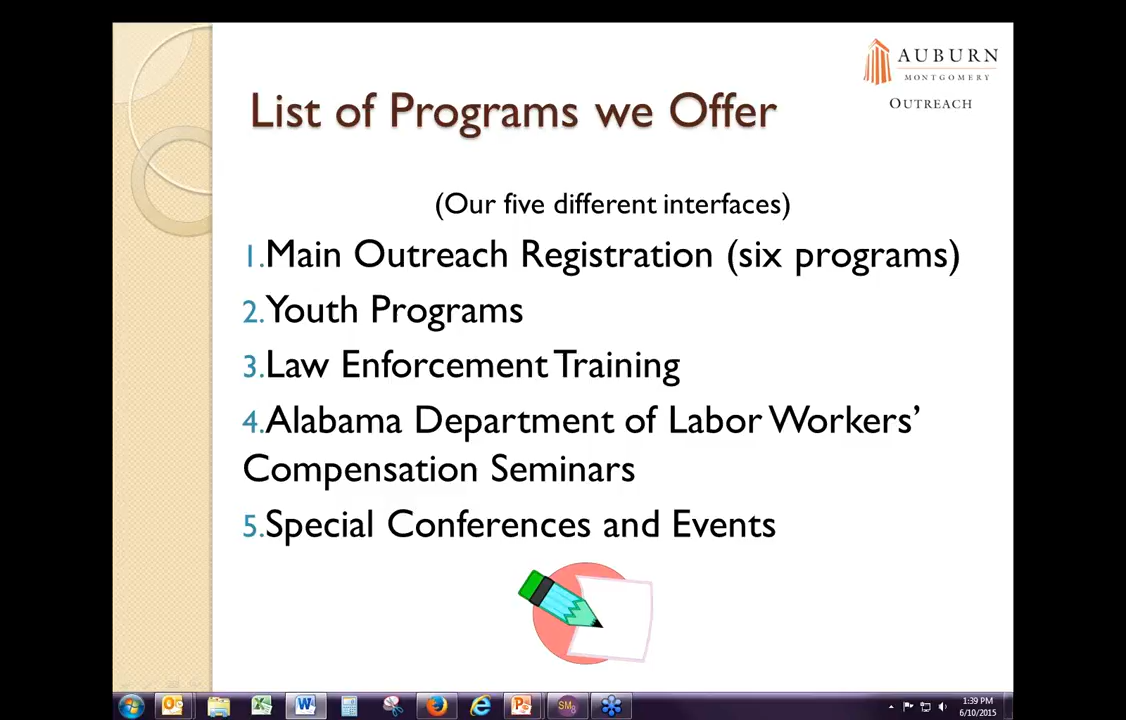 AUBURN
MONTGOMERY
OUTREACH
List of Programs we Offer
(Our five different interfaces)
1.Main Outreach Registration (six programs)
2.Youth Programs
3.Law Enforcement Training
4.Alabama Department of Labor Workers’
Compensation Seminars
5.Special Conferences and Events
SM
1:39 PM
6/10/2015